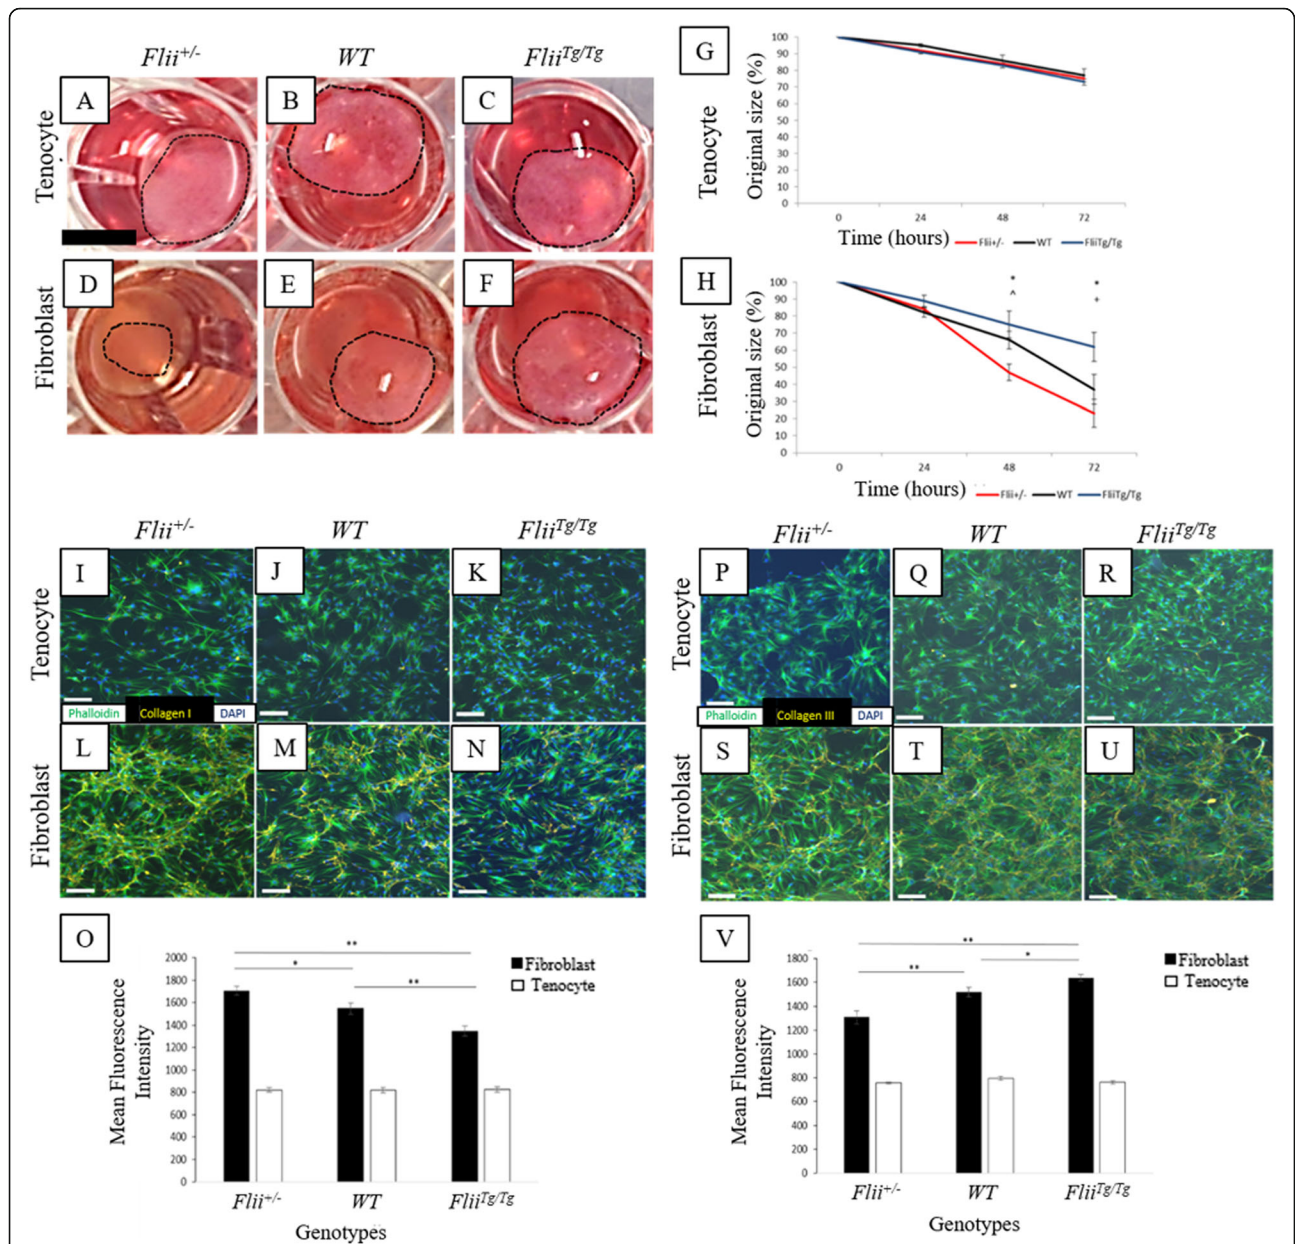 Flii+/- WT FliiTg/Tg
Tenocyte
A B C
Fibroblast
D E F
G
Tenocyte
Original size (%)
100
90
80
70
60
50
40
30
20
10
0
0 24 48 72
Time (hours) Flii+/- WT FliiTg/Tg
H
Fibroblast
Original size (%)
* *
^ +
100
90
80
70
60
50
40
30
20
10
0
0 24 48 72
Time (hours) Flii+/- WT FliiTg/Tg
Flii+/- WT FliiTg/Tg
Tenocyte
I J K
Phalloidin Collagen I DAPI
Fibroblast
L M N
Flii+/- WT FliiTg/Tg
Tenocyte
P Q R
Phalloidin Collagen III DAPI
Fibroblast
S T U
O
Mean Fluorescence
Intensity
**
* **
2000
1800
1600
1400
1200
1000
800
600
400
200
0
Fibroblast
Tenocyte
Flii+/- WT FliiTg/Tg
Genotypes
V
Mean Fluorescence
Intensity
**
** *
1800
1600
1400
1200
1000
800
600
400
200
0
Fibroblast
Tenocyte
Flii+/- WT FliiTg/Tg
Genotypes